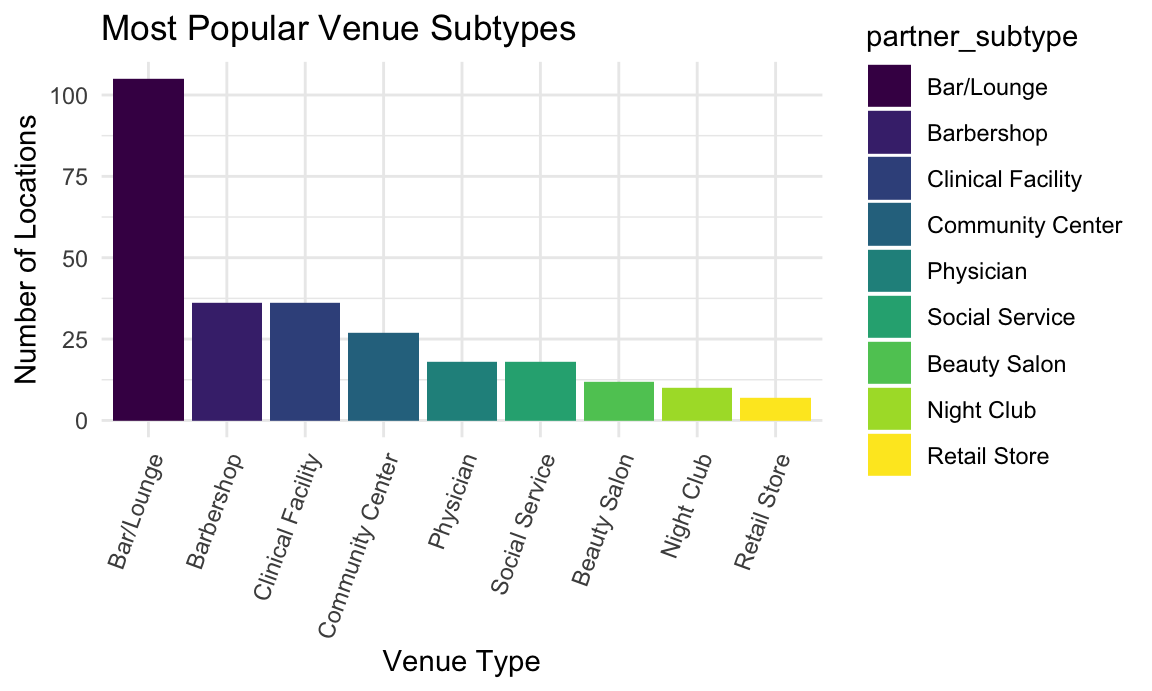 Most Popular Venue Subtypes
Number of Locations
100
75
50
25
0
Bar/Lounge
Barbershop
Clinical Facility
Community Center
Physician
Social Service
Beauty Salon
Night Club
Retail Store
Venue Type
partner_subtype
Bar/Lounge
Barbershop
Clinical Facility
Community Center
Physician
Social Service
Beauty Salon
Night Club
Retail Store